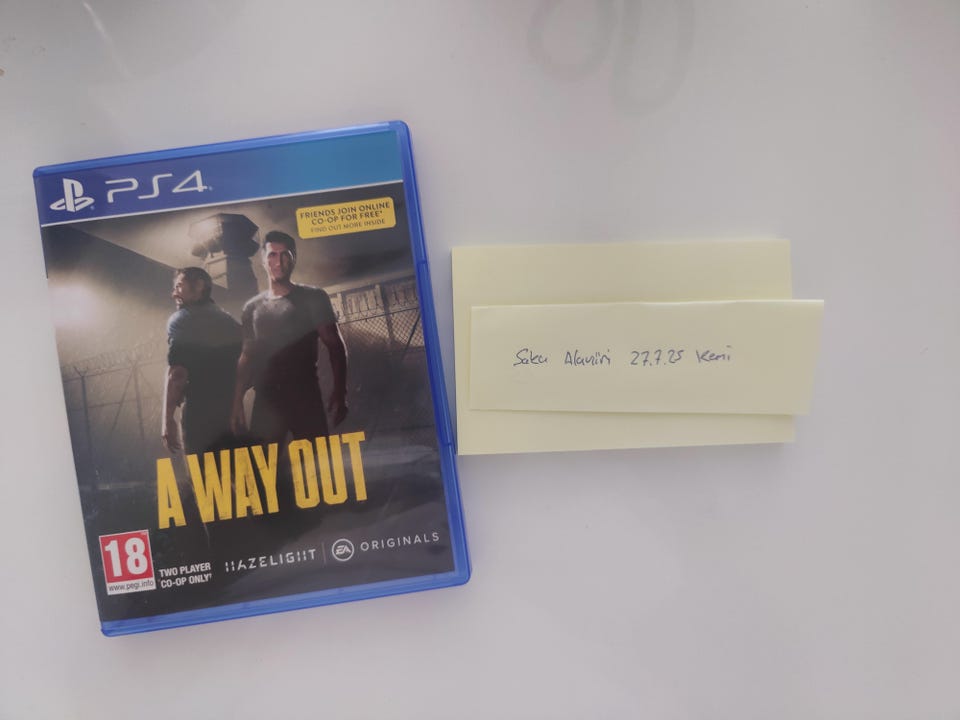 PS4
FRIENDS JOIN ONLINE
CO-OP FOR FREE*
FIND OUT MORE INSIDE
A WAY OUT
18
www.pegi.info
TWO PLAYER
CO-OP ONLY†
HAZELIGHT
EA ORIGINALS
Saku 27.7.25 Kemi